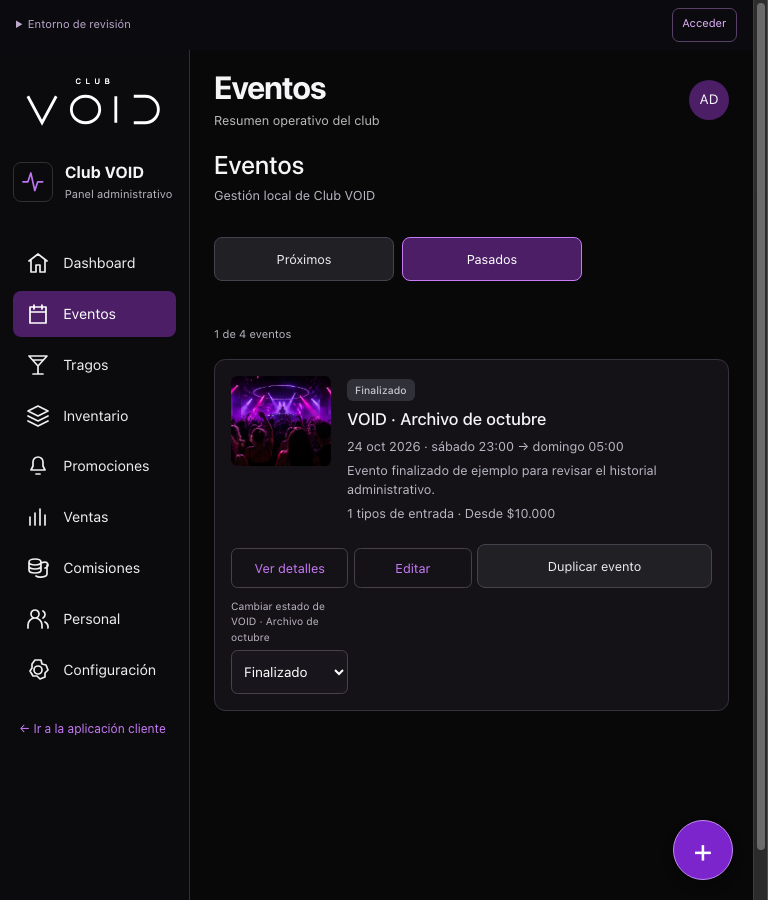 Entorno de revisión
Acceder
CLUB
VOID
Club VOID
Panel administrativo
Dashboard
Eventos
Tragos
Inventario
Promociones
Ventas
Comisiones
Personal
Configuración
← Ir a la aplicación cliente
Eventos
Resumen operativo del club
AD
Eventos
Gestión local de Club VOID
Próximos
Pasados
1 de 4 eventos
Finalizado
VOID · Archivo de octubre
24 oct 2026 · sábado 23:00 → domingo 05:00
Evento finalizado de ejemplo para revisar el historial
administrativo.
1 tipos de entrada · Desde $10.000
Ver detalles
Editar
Duplicar evento
Cambiar estado de
VOID · Archivo de
octubre
Finalizado
+